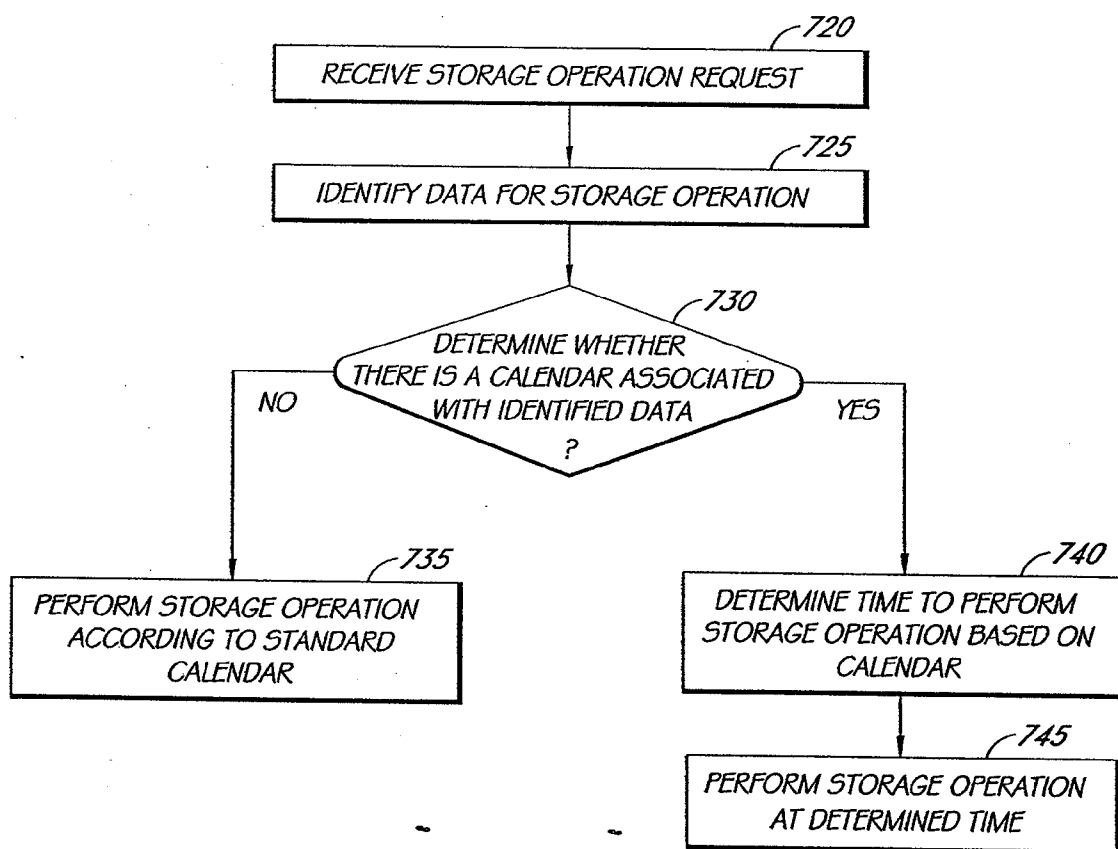 720
RECEIVE STORAGE OPERATION REQUEST
725
IDENTIFY DATA FOR STORAGE OPERATION
730
DETERMINE WHETHER
THERE IS A CALENDAR ASSOCIATED
WITH IDENTIFIED DATA
?
NO
YES
735
PERFORM STORAGE OPERATION
ACCORDING TO STANDARD
CALENDAR
740
DETERMINE TIME TO PERFORM
STORAGE OPERATION BASED ON
CALENDAR
745
PERFORM STORAGE OPERATION
AT DETERMINED TIME